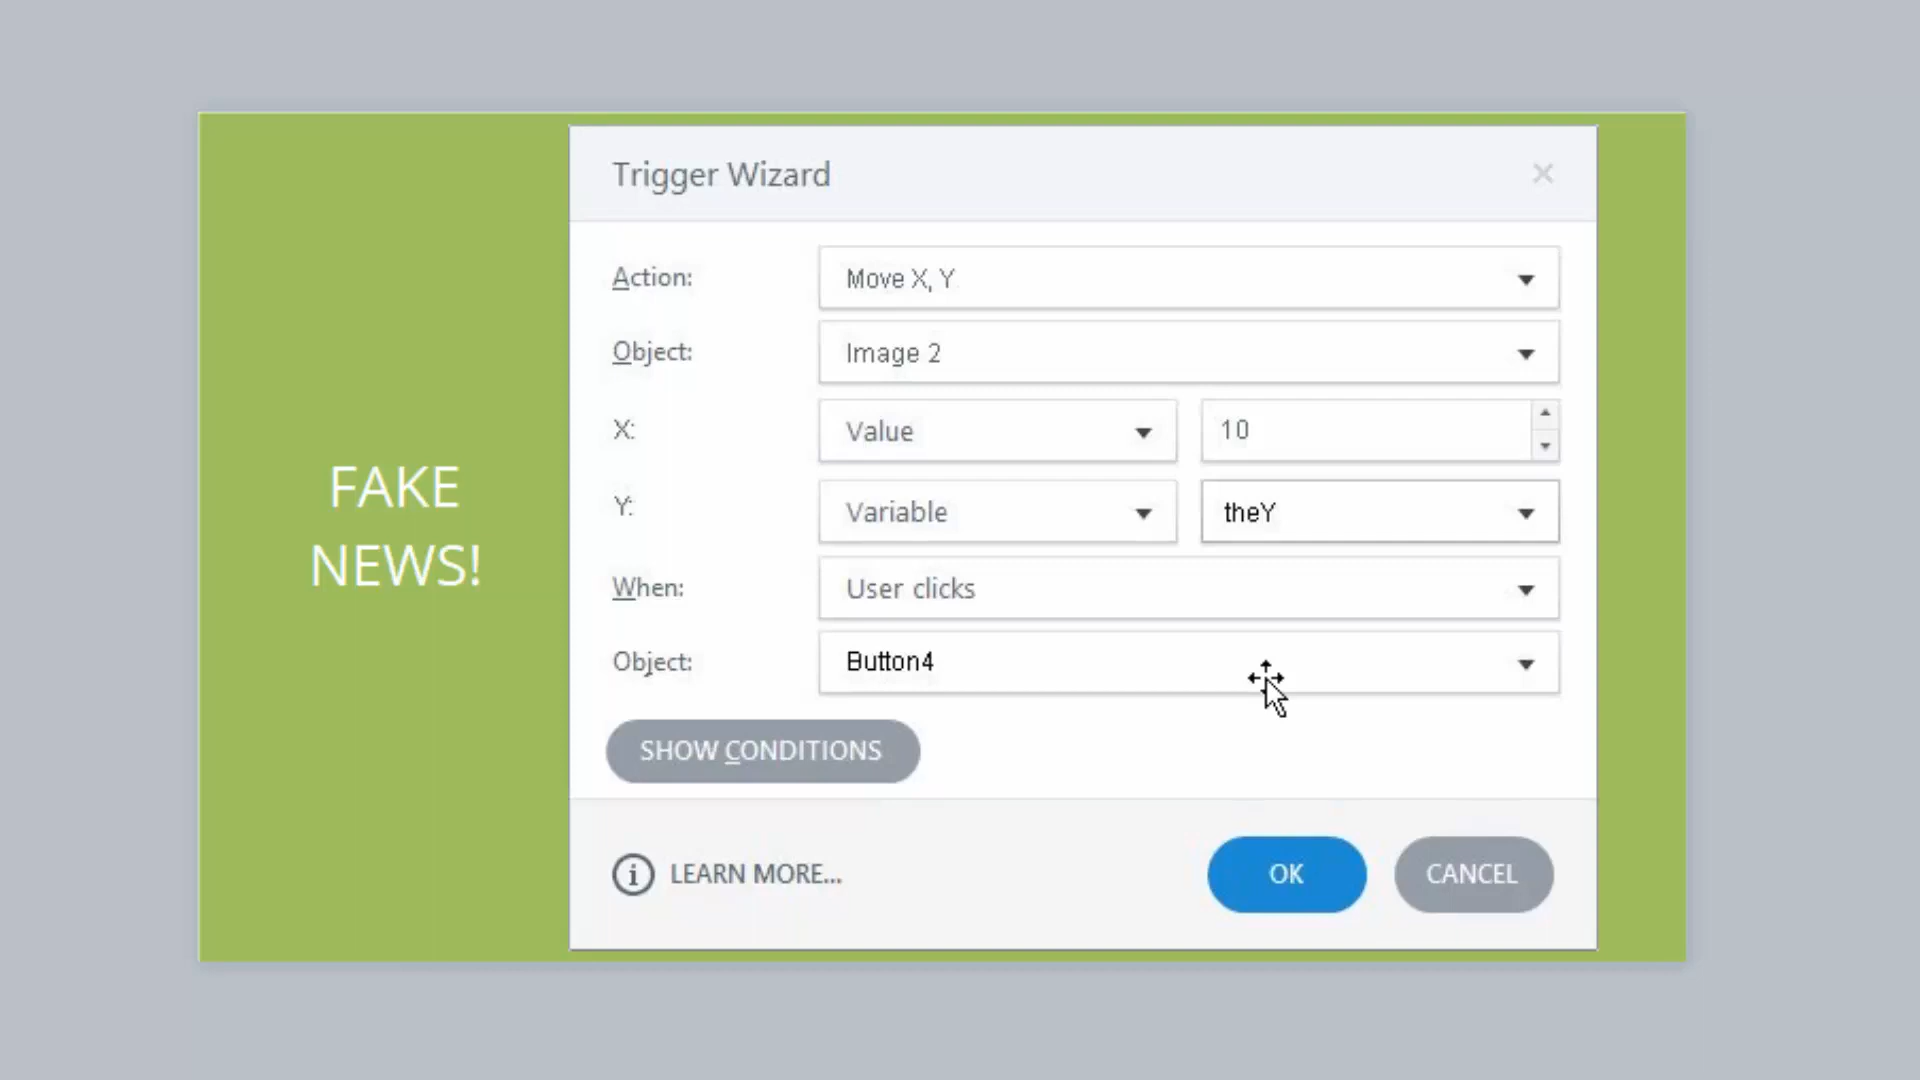 Trigger Wizard
Action: Move X, Y
Object: Image 2
X: Value 10
FAKE
NEWS!
Y: Variable theY
When: User clicks
Object: Button4
SHOW CONDITIONS
LEARN MORE... OK CANCEL